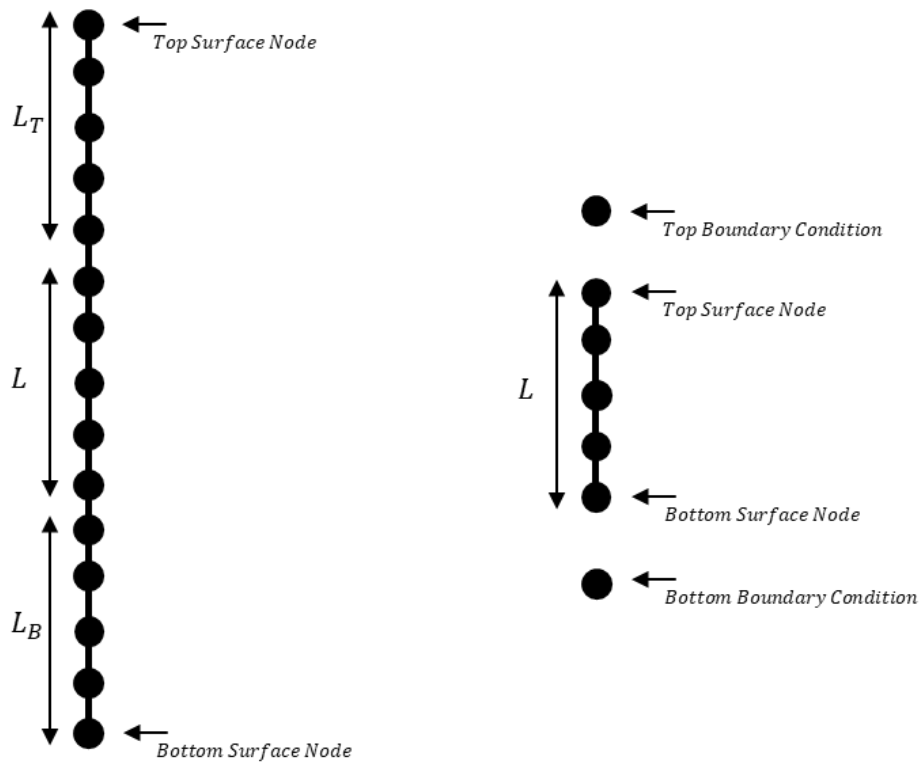 Top Surface Node
L_T
L
L_B
Bottom Surface Node
Top Boundary Condition
Top Surface Node
L
Bottom Surface Node
Bottom Boundary Condition